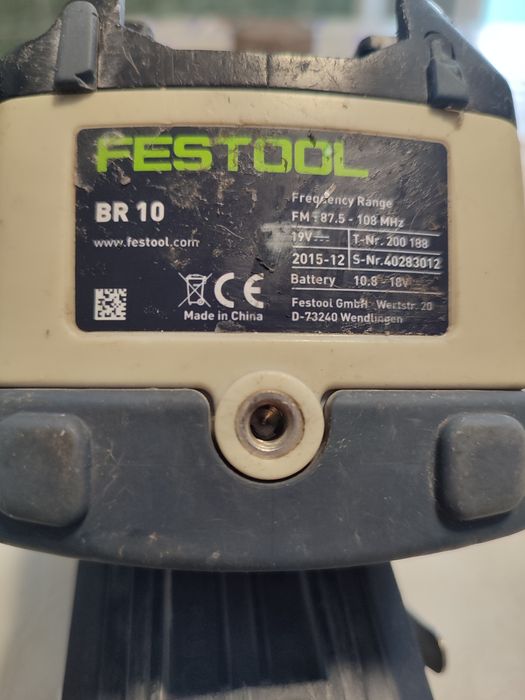 FESTOOL
BR 10
www.festool.com
Made in China
Frequency Range
FM - 87.5 - 108 MHz
19V T.-Nr. 200 188
2015-12 S-Nr.40283012
Battery 10.8 - 18V
Festool GmbH Wertstr. 20
D-73240 Wendlingen